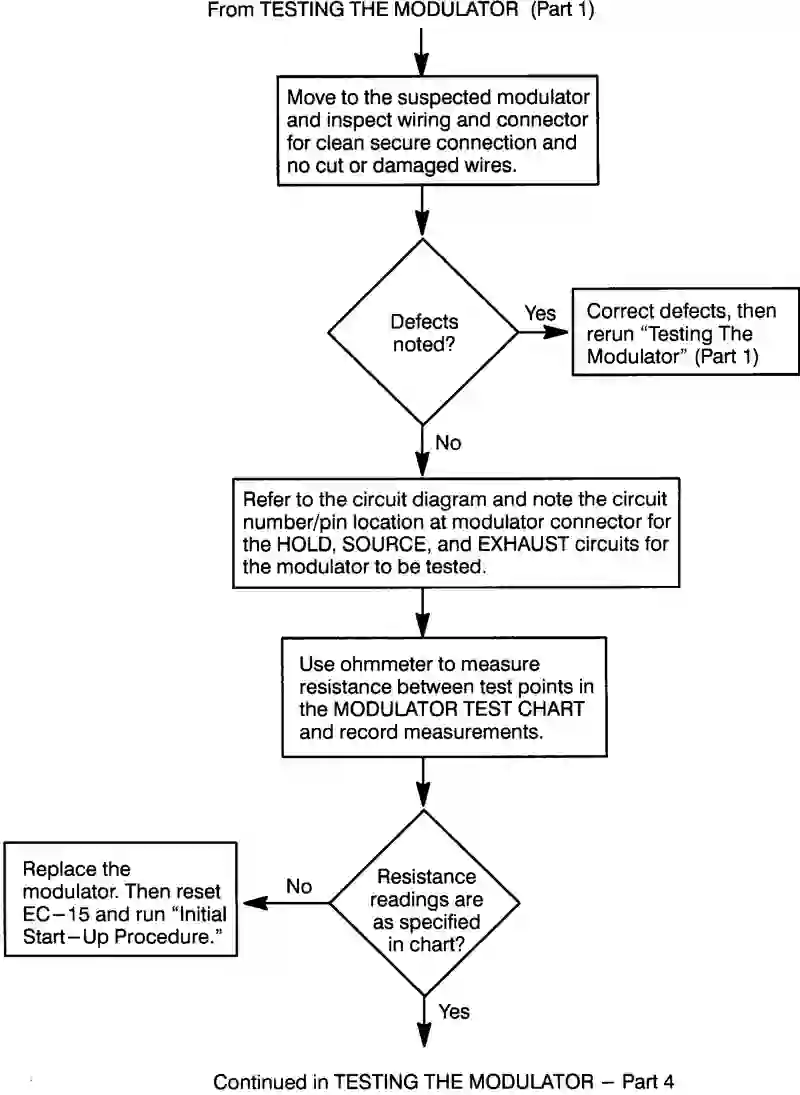 From TESTING THE MODULATOR (Part 1)
Move to the suspected modulator
and inspect wiring and connector
for clean secure connection and
no cut or damaged wires.
Defects
noted?
Yes
Correct defects, then
rerun “Testing The
Modulator” (Part 1)
No
Refer to the circuit diagram and note the circuit
number/pin location at modulator connector for
the HOLD, SOURCE, and EXHAUST circuits for
the modulator to be tested.
Use ohmmeter to measure
resistance between test points in
the MODULATOR TEST CHART
and record measurements.
Resistance
readings are
as specified
in chart?
No
Replace the
modulator. Then reset
EC–15 and run “Initial
Start–Up Procedure.”
Yes
Continued in TESTING THE MODULATOR – Part 4